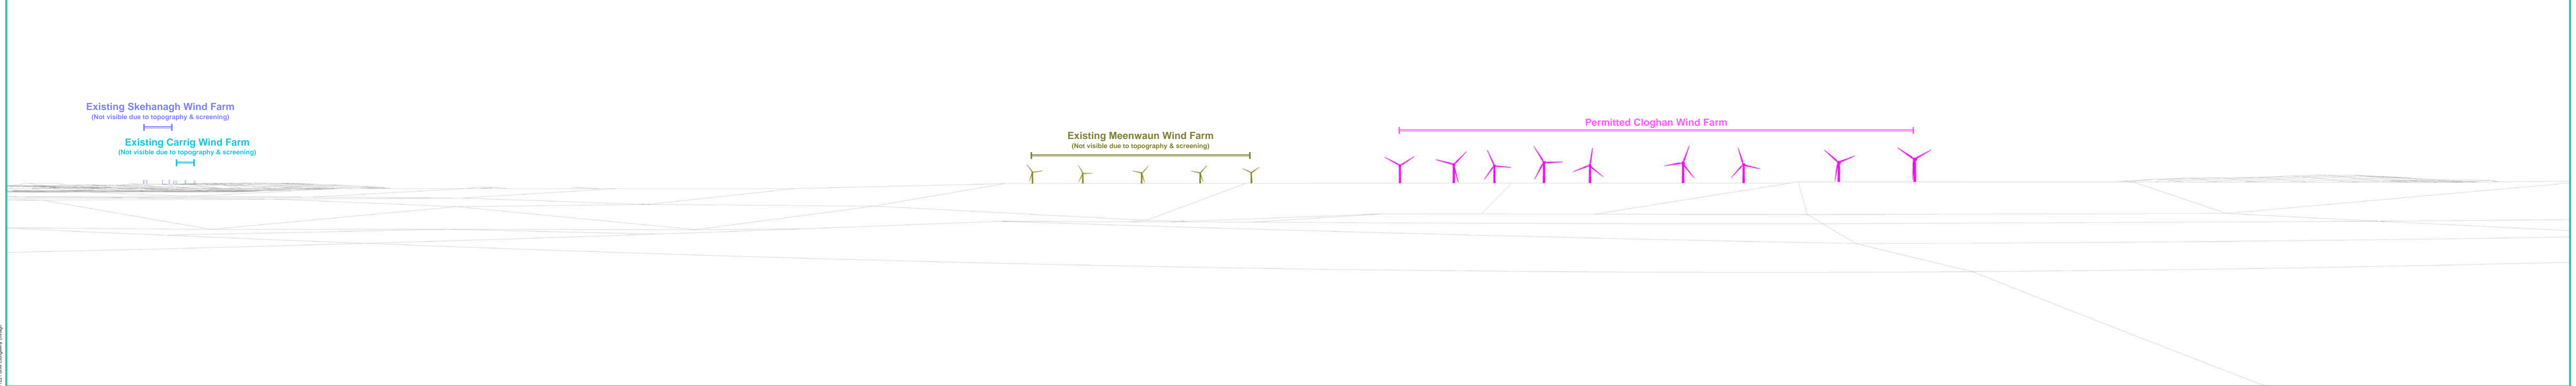 Existing Skehanagh Wind Farm
(Not visible due to topography & screening)
Existing Carrig Wind Farm
(Not visible due to topography & screening)
Existing Meenwaun Wind Farm
(Not visible due to topography & screening)
Permitted Cloghan Wind Farm